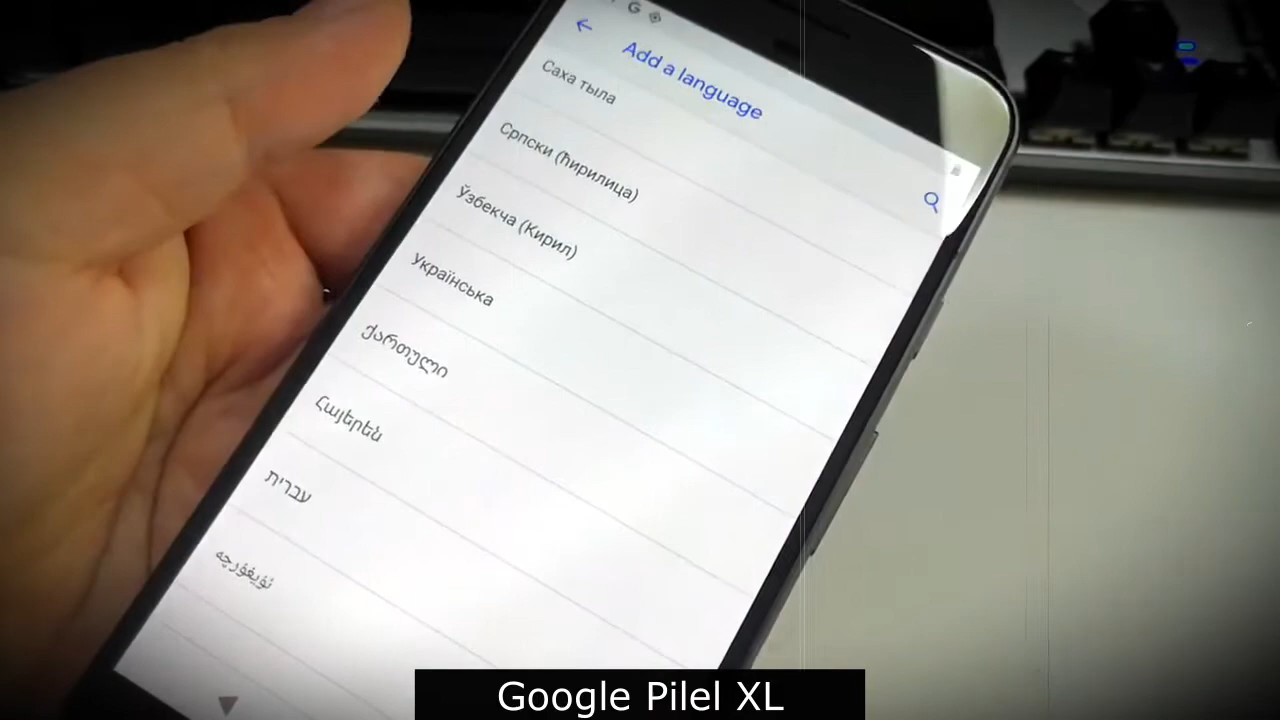 G
Add a language
Саха тыла
Српски (ћирилица)
Ўзбекча (Кирил)
Українська
ქართული
Հայերեն
עברית
ئۇيغۇرچە
Google Pilel XL